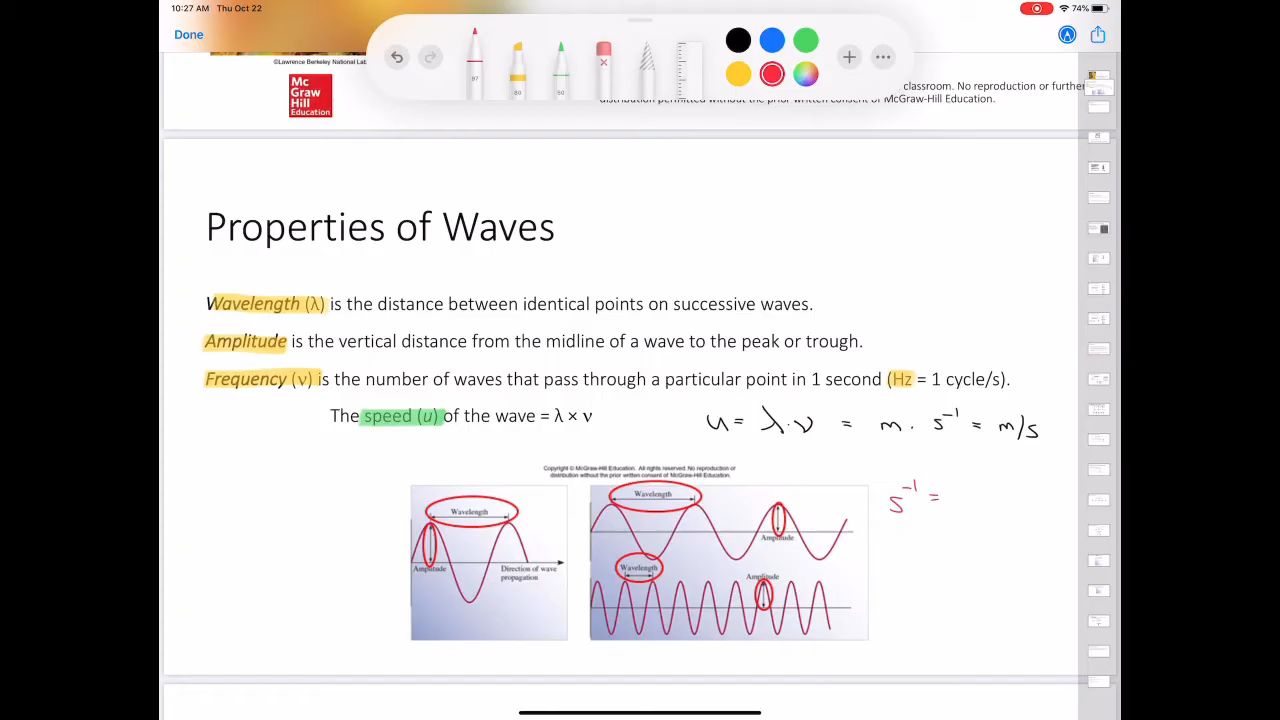 10:27 AM Thu Oct 22
74%
Done
97
80
50
©Lawrence Berkeley National Lab
Mc
Graw
Hill
Education
classroom. No reproduction or further
distribution permitted without the prior written consent of McGraw-Hill Education.
Properties of Waves
Wavelength (λ) is the distance between identical points on successive waves.
Amplitude is the vertical distance from the midline of a wave to the peak or trough.
Frequency (ν) is the number of waves that pass through a particular point in 1 second (Hz = 1 cycle/s).
The speed (u) of the wave = λ × ν
u = λ · ν = m · s⁻¹ = m/s
Copyright © McGraw-Hill Education. All rights reserved. No reproduction or
distribution without the prior written consent of McGraw-Hill Education.
s⁻¹ =
Wavelength
Amplitude
Direction of wave
propagation
Wavelength
Amplitude
Wavelength
Amplitude